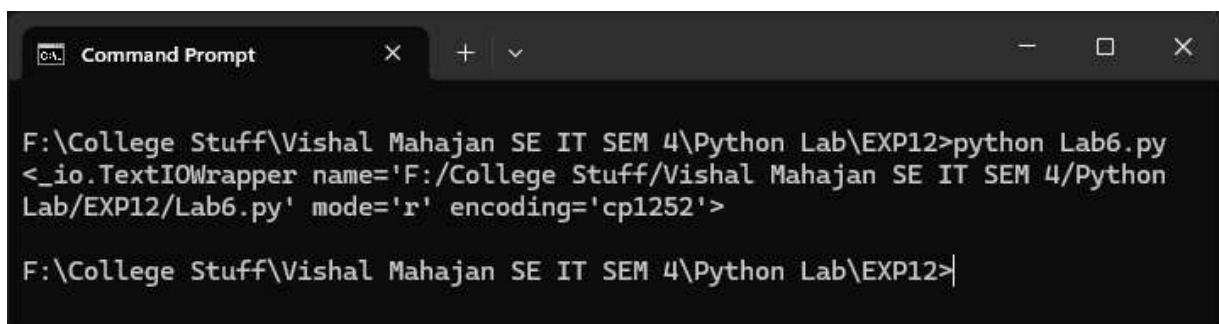 Command Prompt
F:\College Stuff\Vishal Mahajan SE IT SEM 4\Python Lab\EXP12>python Lab6.py
<_io.TextIOWrapper name='F:/College Stuff/Vishal Mahajan SE IT SEM 4/Python
Lab/EXP12/Lab6.py' mode='r' encoding='cp1252'>
F:\College Stuff\Vishal Mahajan SE IT SEM 4\Python Lab\EXP12>